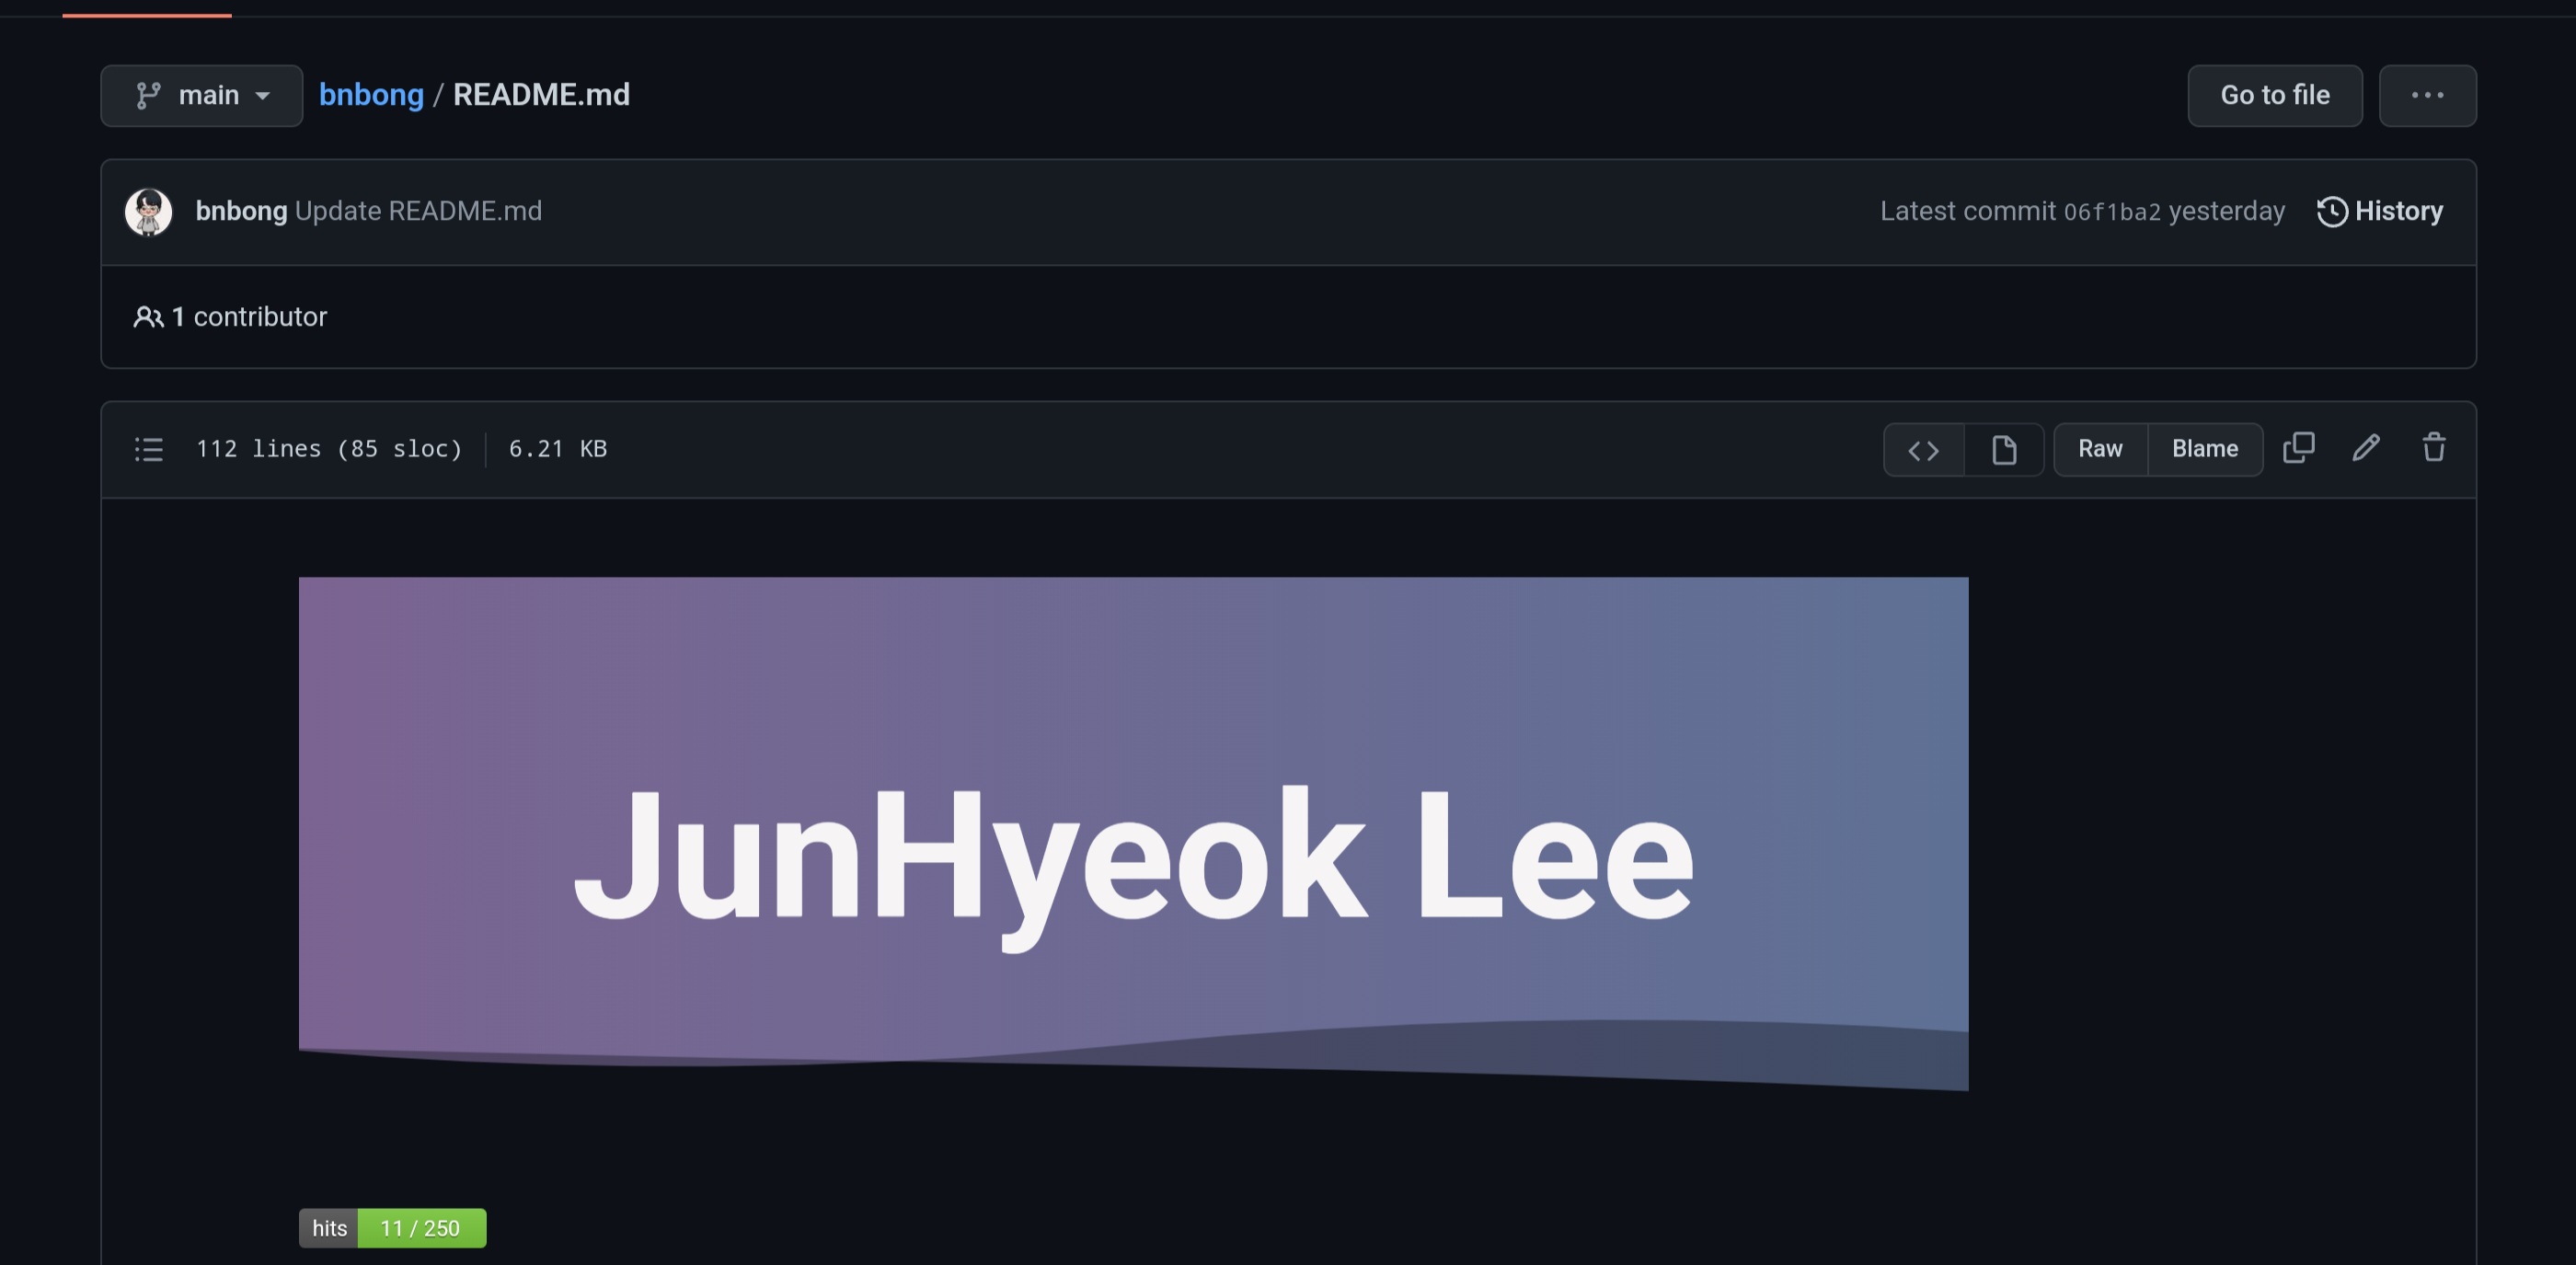 main
bnbong / README.md
Go to file
bnbong Update README.md
Latest commit 06f1ba2 yesterday
History
1 contributor
112 lines (85 sloc)
6.21 KB
Raw
Blame
JunHyeok Lee
hits 11 / 250